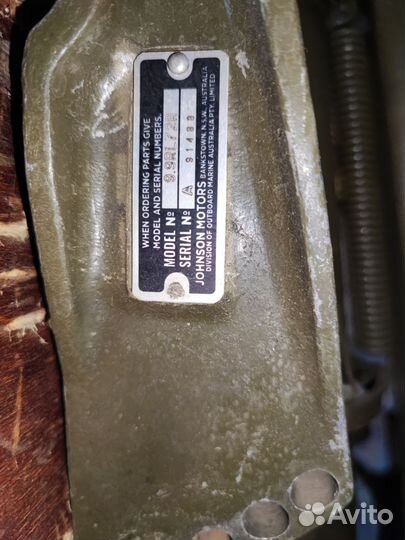 WHEN ORDERING PARTS GIVE
MODEL AND SERIAL NUMBERS.
MODEL Nº
SERIAL Nº A 91488
JOHNSON MOTORS
BANKSTOWN, N.S.W., AUSTRALIA
DIVISION OF OUTBOARD MARINE AUSTRALIA PTY. LIMITED
Avito